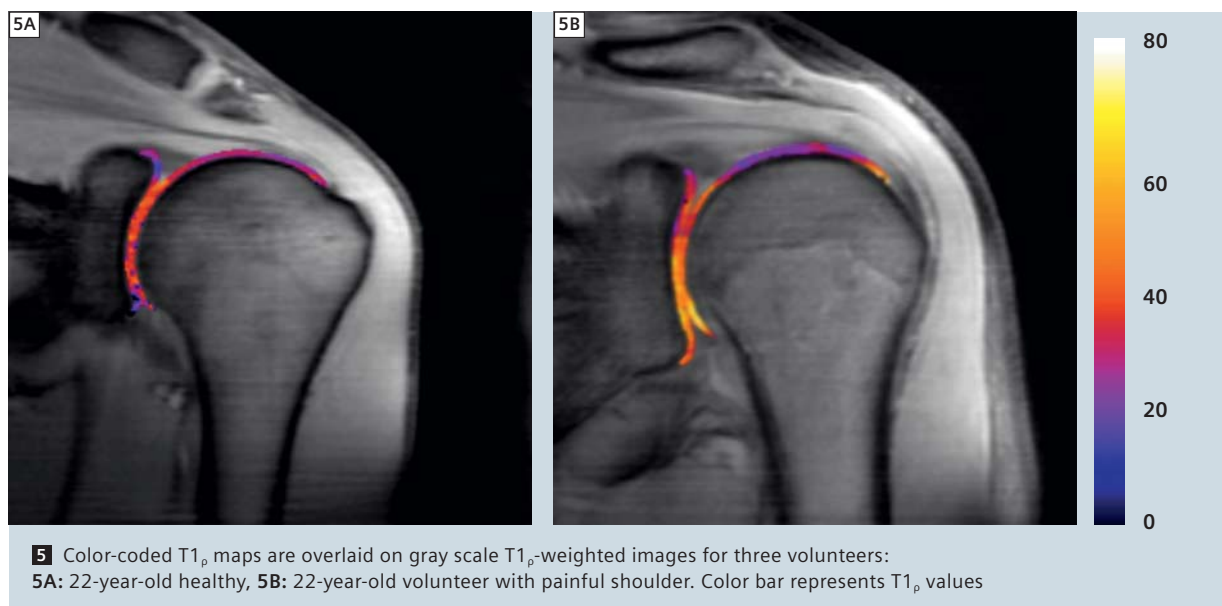 5A
5B
80
60
40
20
0
5 Color-coded T1ρ maps are overlaid on gray scale T1ρ-weighted images for three volunteers:
5A: 22-year-old healthy, 5B: 22-year-old volunteer with painful shoulder. Color bar represents T1ρ values